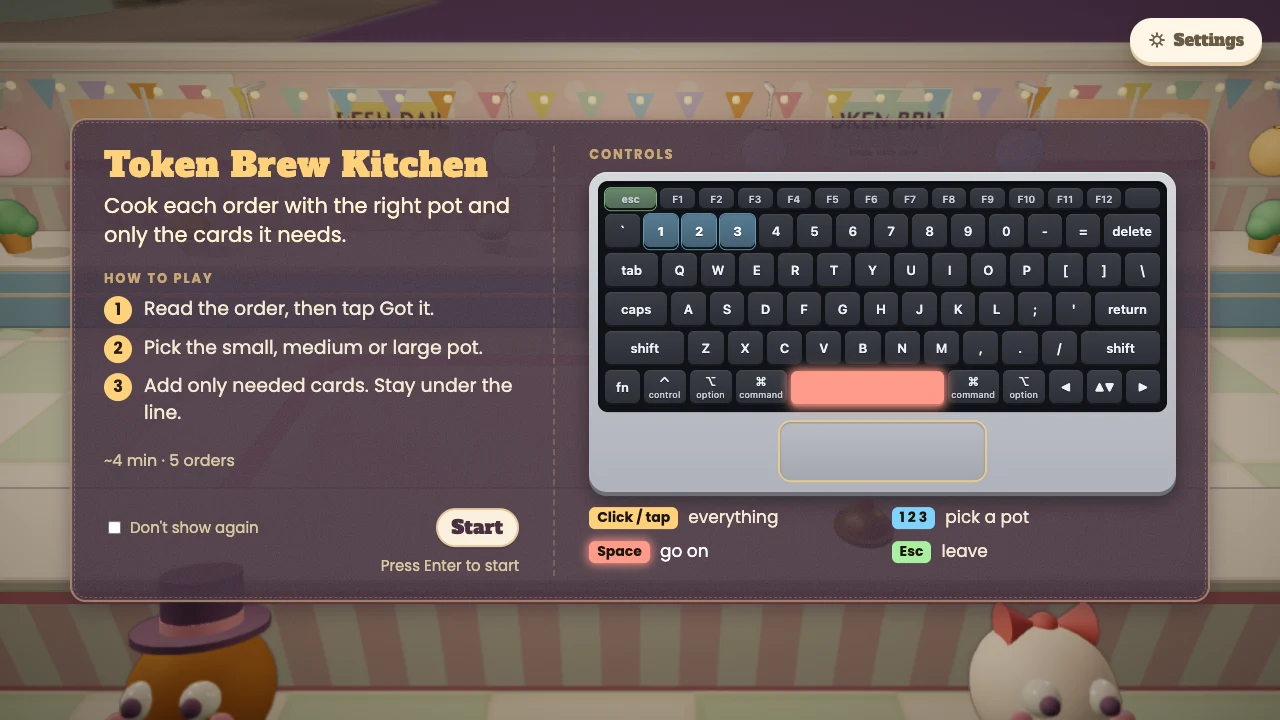 Settings
Token Brew Kitchen
Cook each order with the right pot and
only the cards it needs.
HOW TO PLAY
1 Read the order, then tap Got it.
2 Pick the small, medium or large pot.
3 Add only needed cards. Stay under the
line.
~4 min · 5 orders
Don't show again
Start
Press Enter to start
CONTROLS
esc F1 F2 F3 F4 F5 F6 F7 F8 F9 F10 F11 F12
` 1 2 3 4 5 6 7 8 9 0 - = delete
tab Q W E R T Y U I O P [ ] \
caps A S D F G H J K L ; ' return
shift Z X C V B N M , . / shift
fn ^ control ⌥ option ⌘ command ⌘ command ⌥ option ◀ ▲▼ ▶
Click / tap everything
1 2 3 pick a pot
Space go on
Esc leave